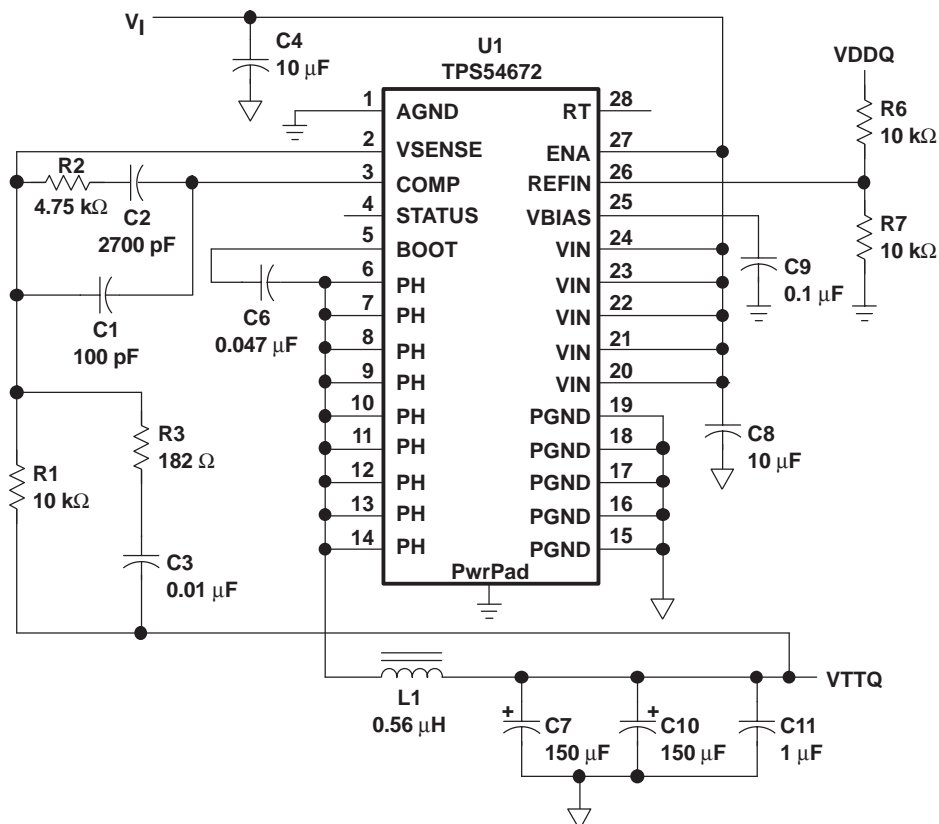 VI
C4
10 μF
U1
TPS54672
VDDQ
1
AGND
RT
28
R6
10 kΩ
2
VSENSE
ENA
27
R2
4.75 kΩ
C2
2700 pF
3
COMP
REFIN
26
4
STATUS
VBIAS
25
R7
10 kΩ
5
BOOT
VIN
24
C9
0.1 μF
6
PH
VIN
23
C6
0.047 μF
C1
100 pF
7
PH
VIN
22
8
PH
VIN
21
9
PH
VIN
20
10
PH
PGND
19
R3
182 Ω
11
PH
PGND
18
C8
10 μF
R1
10 kΩ
12
PH
PGND
17
13
PH
PGND
16
14
PH
PGND
15
C3
0.01 μF
PwrPad
L1
0.56 μH
VTTQ
+
C7
150 μF
+
C10
150 μF
C11
1 μF